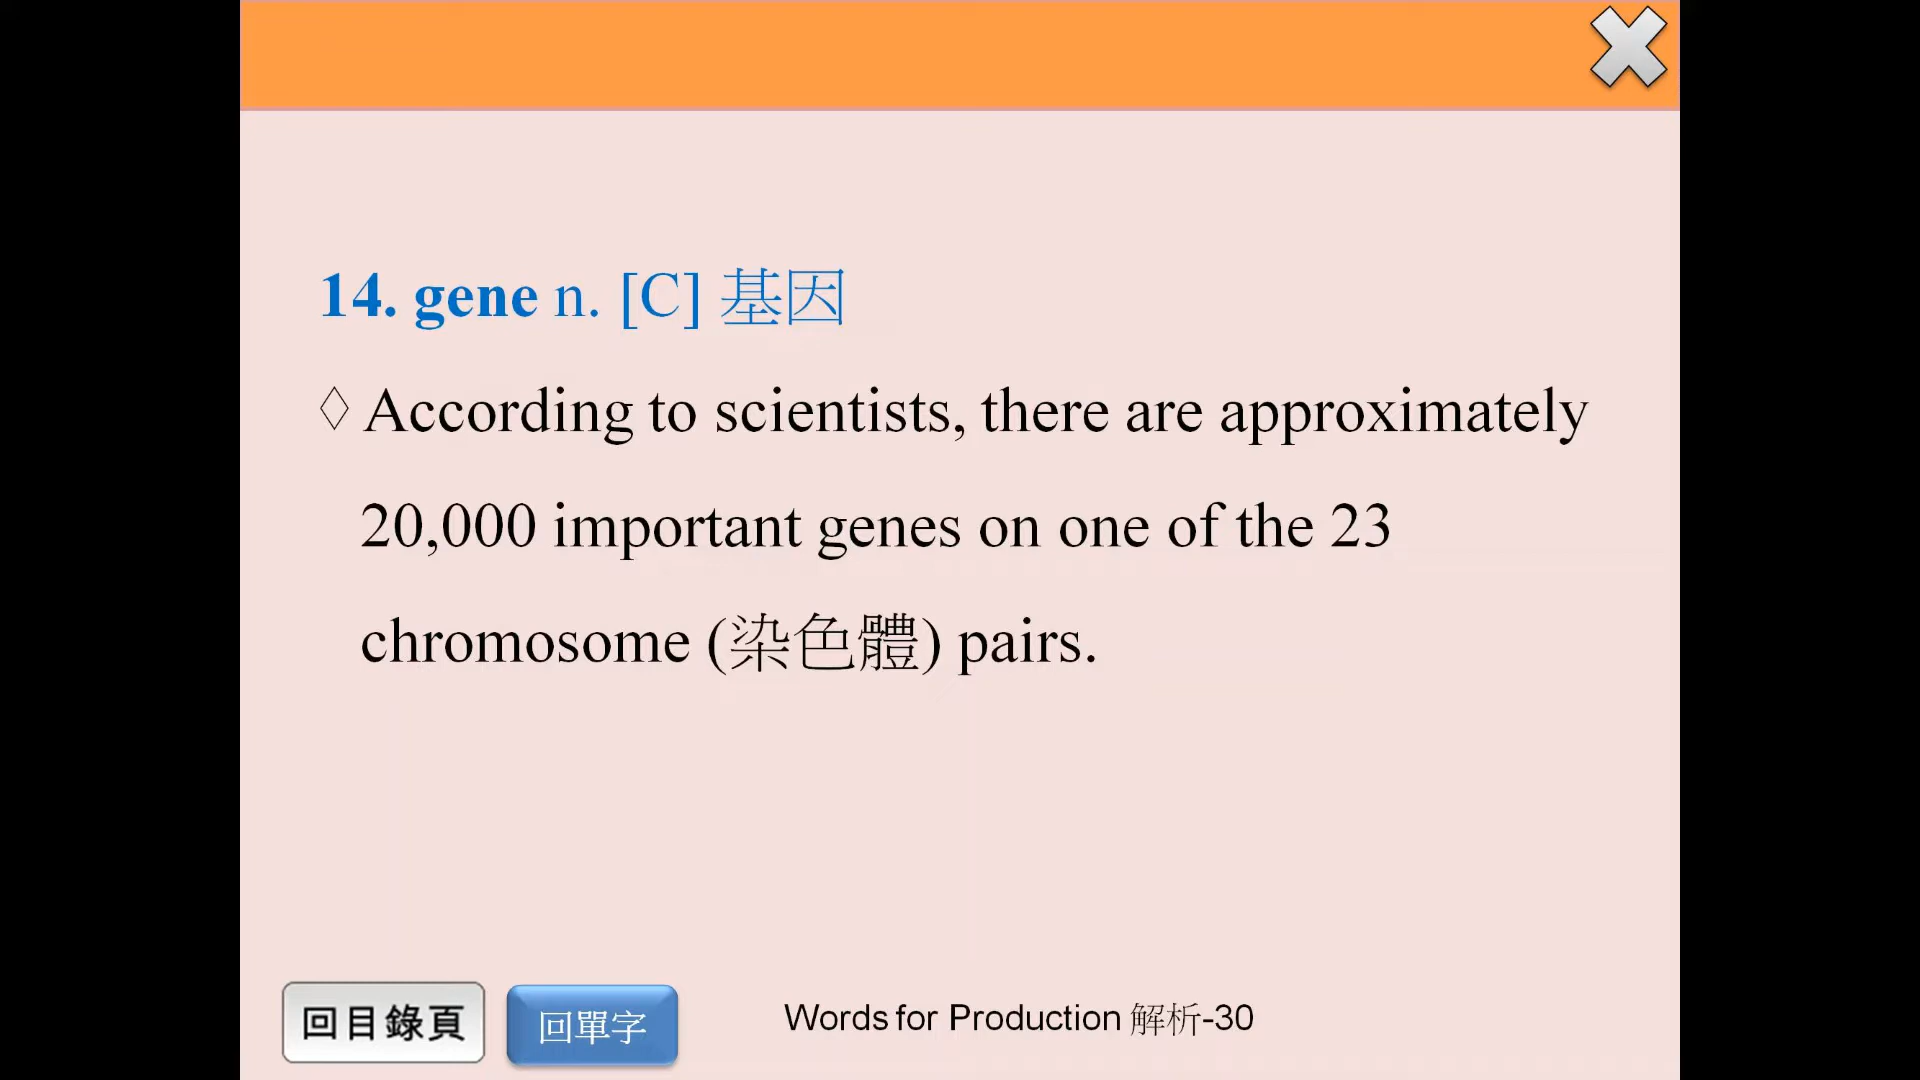 14. gene n. [C] 基因
◊ According to scientists, there are approximately
20,000 important genes on one of the 23
chromosome (染色體) pairs.
回目錄頁
回單字
Words for Production 解析-30